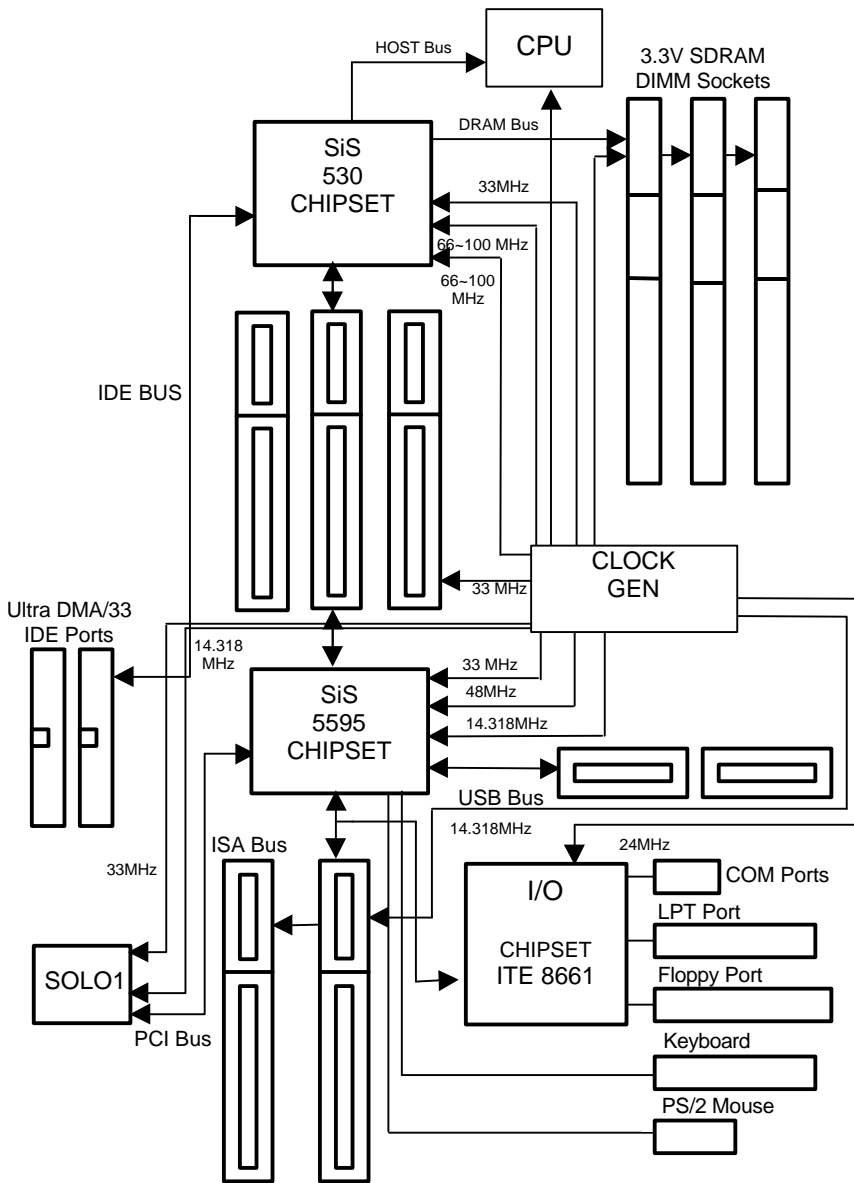 HOST Bus
CPU
3.3V SDRAM
DIMM Sockets
DRAM Bus
SiS
530
CHIPSET
33MHz
66~100 MHz
66~100
MHz
IDE BUS
CLOCK
GEN
33 MHz
Ultra DMA/33
IDE Ports
14.318
MHz
33 MHz
48MHz
14.318MHz
SiS
5595
CHIPSET
USB Bus
14.318MHz
24MHz
ISA Bus
33MHz
I/O
CHIPSET
ITE 8661
COM Ports
LPT Port
Floppy Port
SOLO1
PCI Bus
Keyboard
PS/2 Mouse